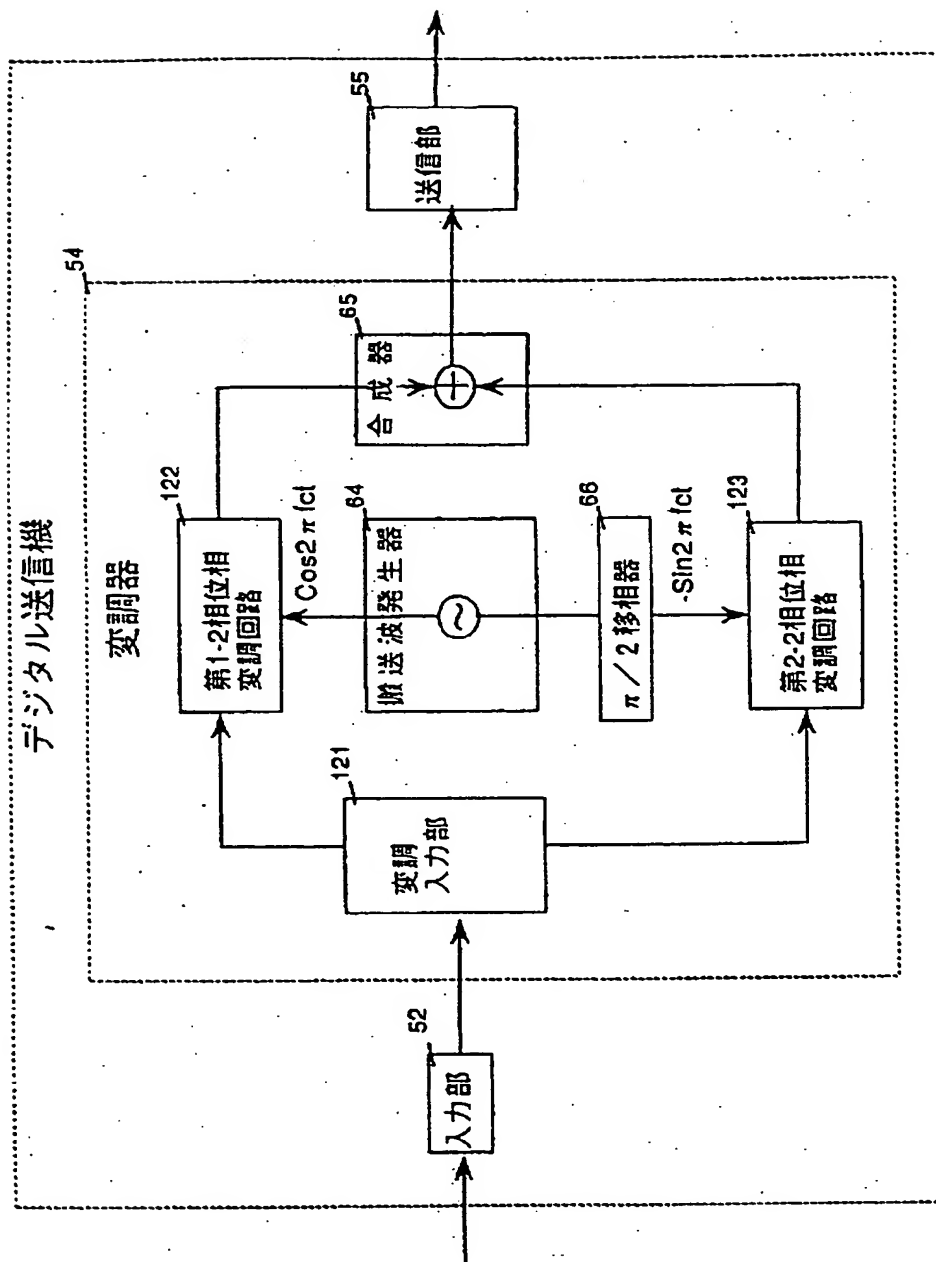 デジタル送信機
変調器
54
52
入力部
121
変調
入力部
122
第1-2相位相
変調回路
Cos2πfct
64
搬送波発生器
66
π/2移相器
-Sin2πfct
123
第2-2相位相
変調回路
65
合成器
55
送信部